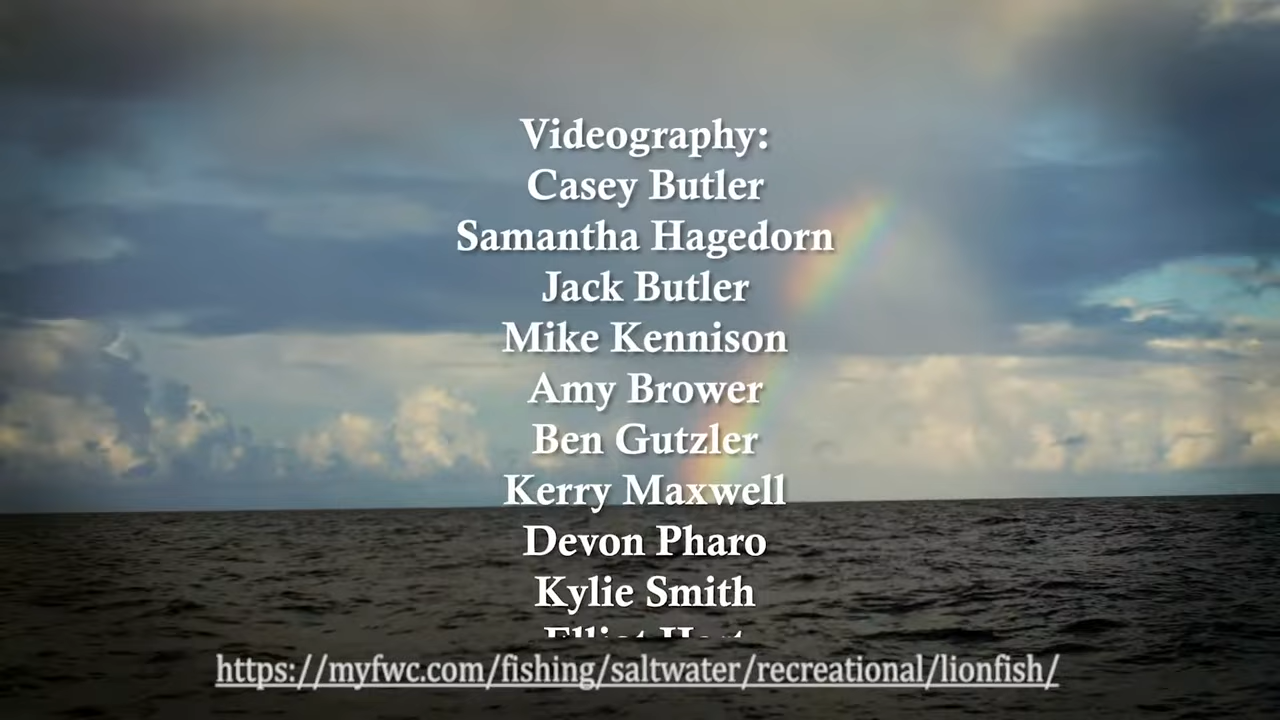 Videography:
Casey Butler
Samantha Hagedorn
Jack Butler
Mike Kennison
Amy Brower
Ben Gutzler
Kerry Maxwell
Devon Pharo
Kylie Smith
https://myfwc.com/fishing/saltwater/recreational/lionfish/